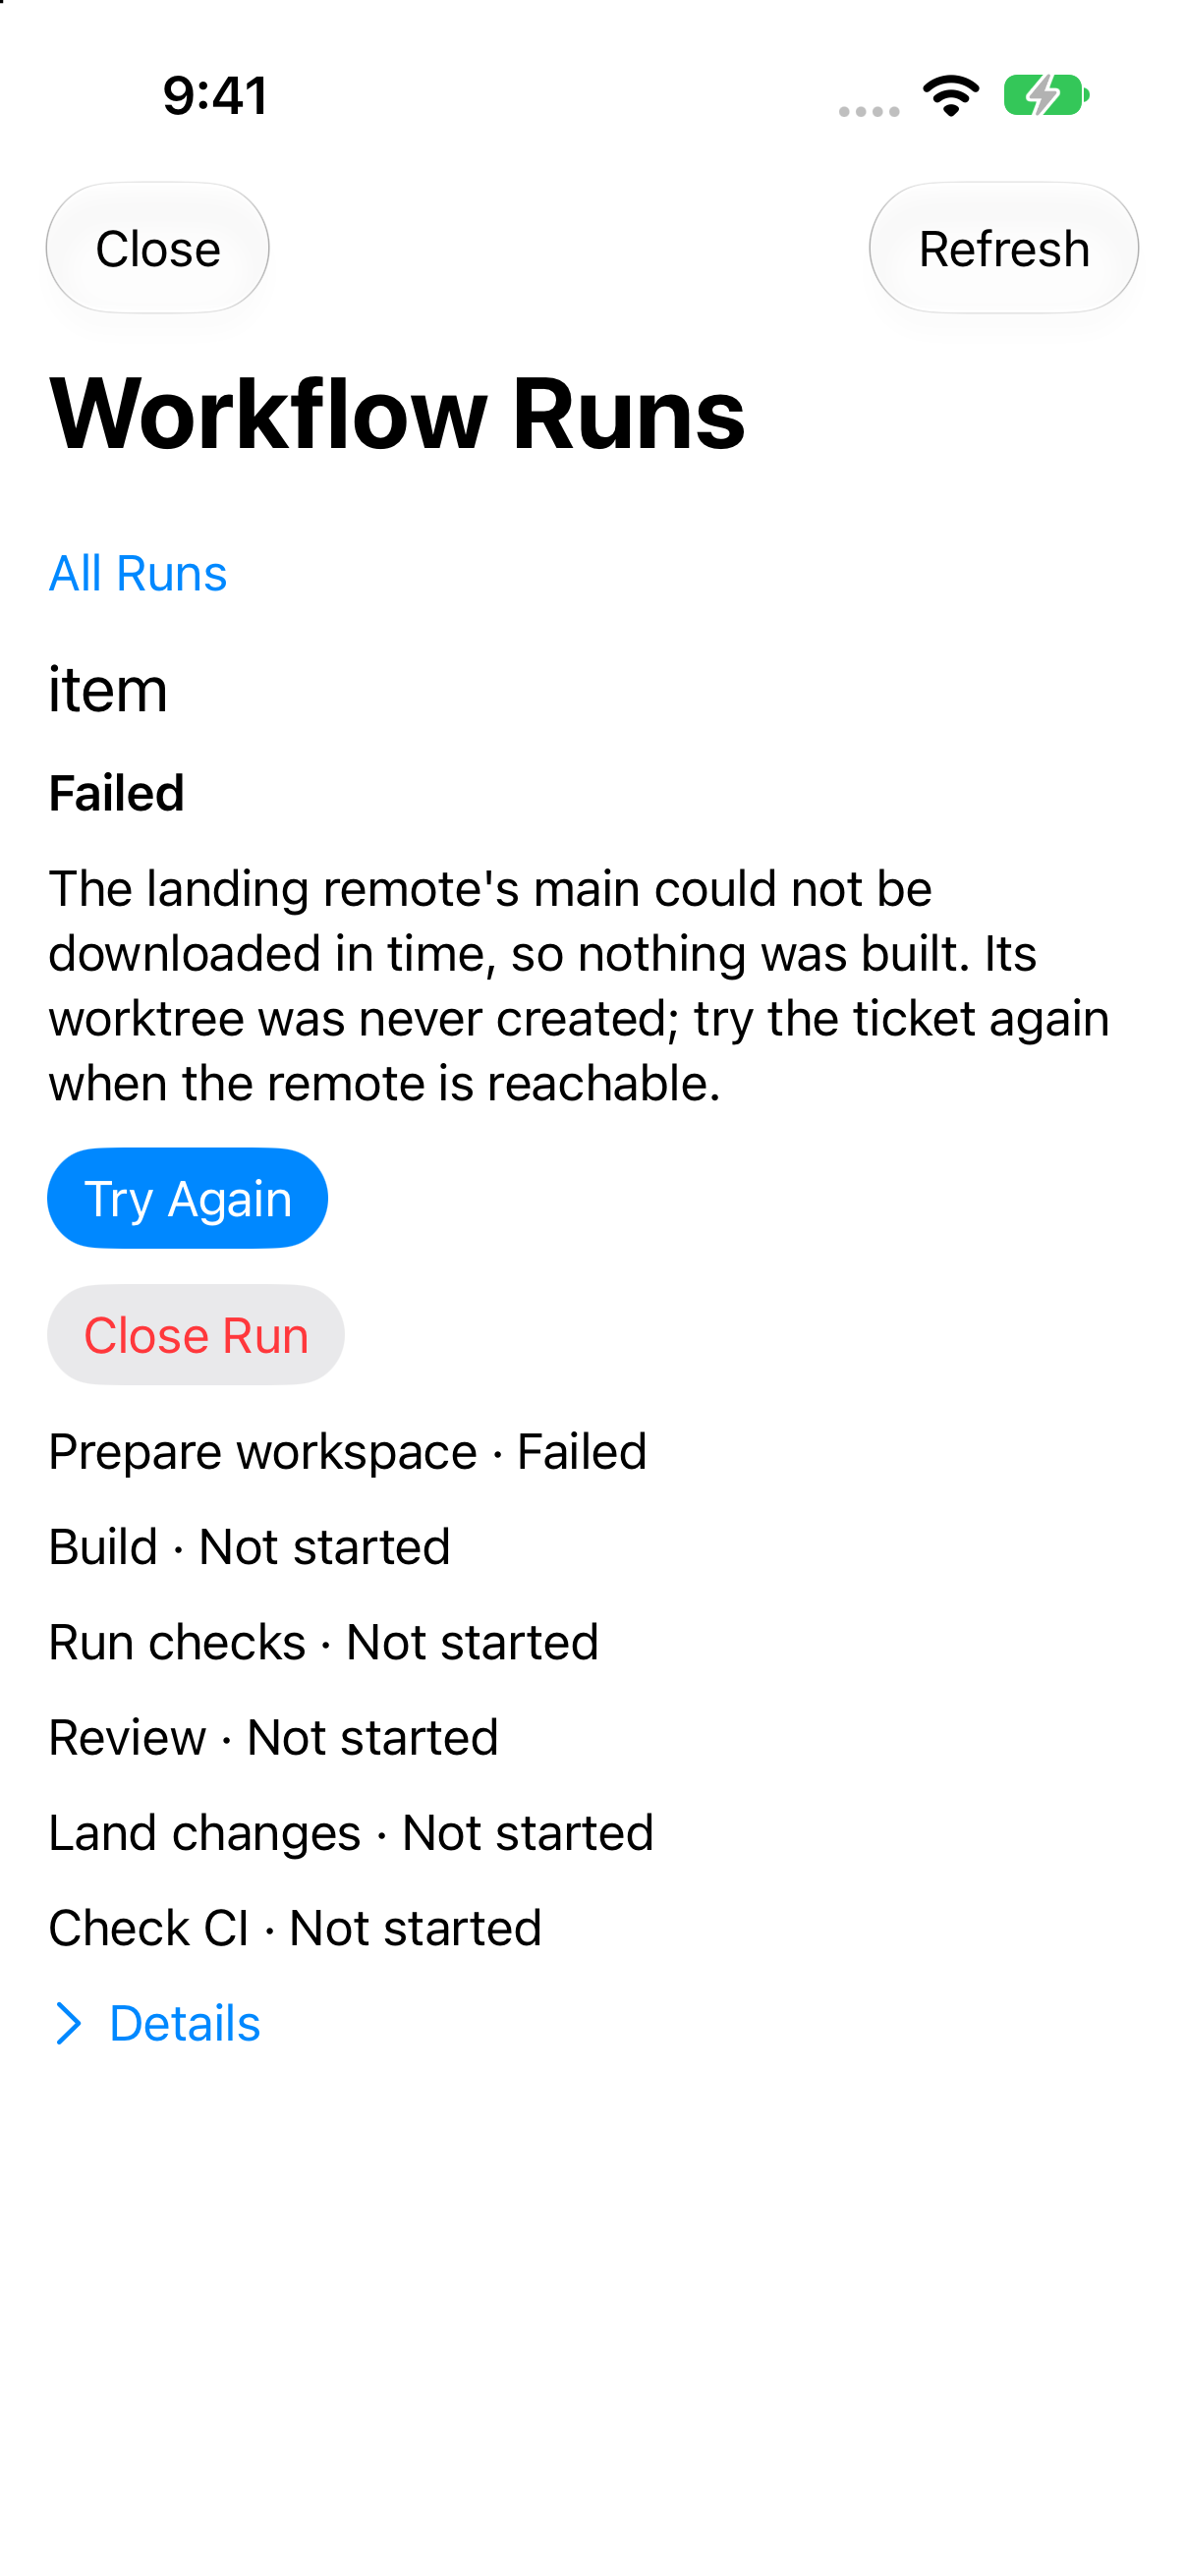 9:41
Close
Refresh
Workflow Runs
All Runs
item
Failed
The landing remote's main could not be
downloaded in time, so nothing was built. Its
worktree was never created; try the ticket again
when the remote is reachable.
Try Again
Close Run
Prepare workspace · Failed
Build · Not started
Run checks · Not started
Review · Not started
Land changes · Not started
Check CI · Not started
Details